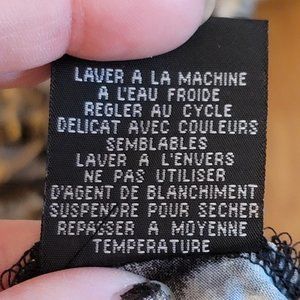 LAVER A LA MACHINE
A L'EAU FROIDE
REGLER AU CYCLE
DELICAT AVEC COULEURS
SEMBLABLES
LAVER A L'ENVERS
NE PAS UTILISER
D'AGENT DE BLANCHIMENT
SUSPENDRE POUR SECHER
REPASSER A MOYENNE
TEMPERATURE